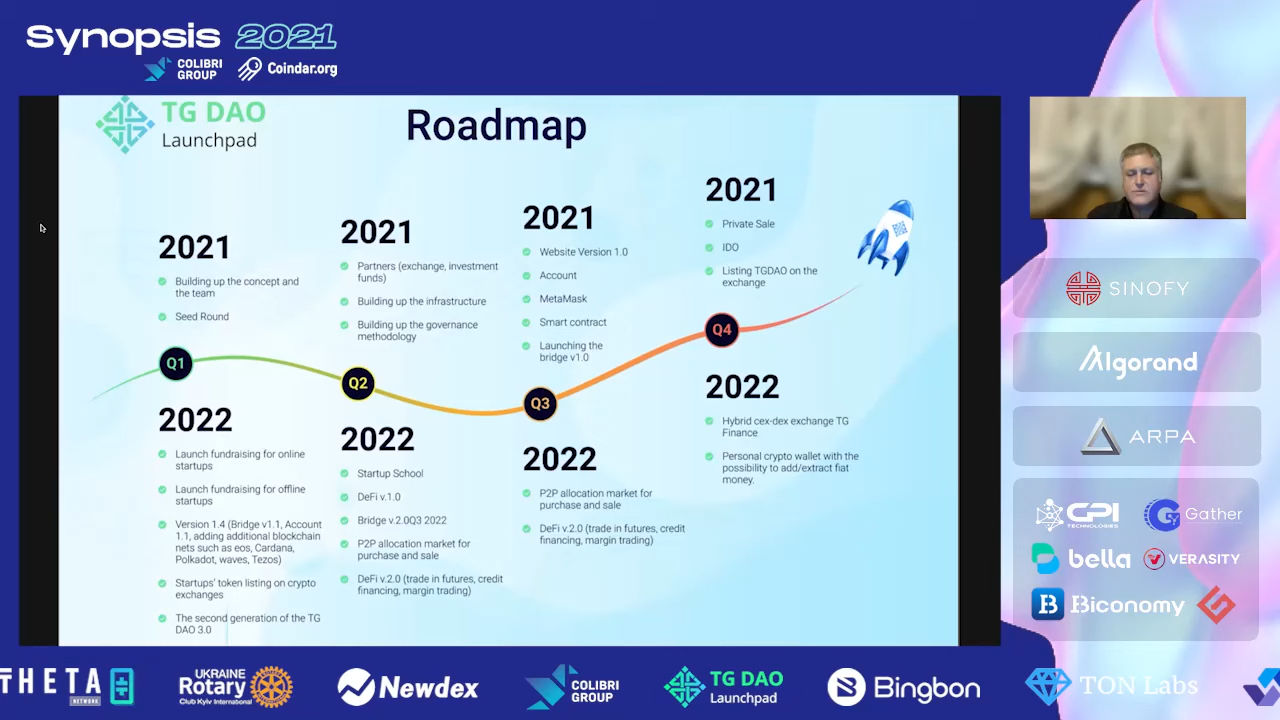 Synopsis 2021
COLIBRI
GROUP
Coindar.org
TG DAO
Launchpad
Roadmap
2021
Building up the concept and
the team
Seed Round
2021
Partners (exchange, investment
funds)
Building up the infrastructure
Building up the governance
methodology
2021
Website Version 1.0
Account
MetaMask
Smart contract
Launching the
bridge v1.0
2021
Private Sale
IDO
Listing TGDAO on the
exchange
Q1
Q2
Q3
Q4
2022
Launch fundraising for online
startups
Launch fundraising for offline
startups
Version 1.4 (Bridge v1.1, Account
1.1, adding additional blockchain
nets such as eos, Cardana,
Polkadot, waves, Tezos)
Startups' token listing on crypto
exchanges
The second generation of the TG
DAO 3.0
2022
Startup School
DeFi v.1.0
Bridge v.2.0Q3 2022
P2P allocation market for
purchase and sale
DeFi v.2.0 (trade in futures, credit
financing, margin trading)
2022
P2P allocation market for
purchase and sale
DeFi v.2.0 (trade in futures, credit
financing, margin trading)
2022
Hybrid cex-dex exchange TG
Finance
Personal crypto wallet with the
possibility to add/extract fiat
money.
SINOFY
Algorand
ARPA
GPI
TECHNOLOGIES
Gather
bella
VERASITY
Biconomy
THETA
NETWORK
UKRAINE
Rotary
Club Kyiv International
Newdex
COLIBRI
GROUP
TG DAO
Launchpad
Bingbon
TON Labs